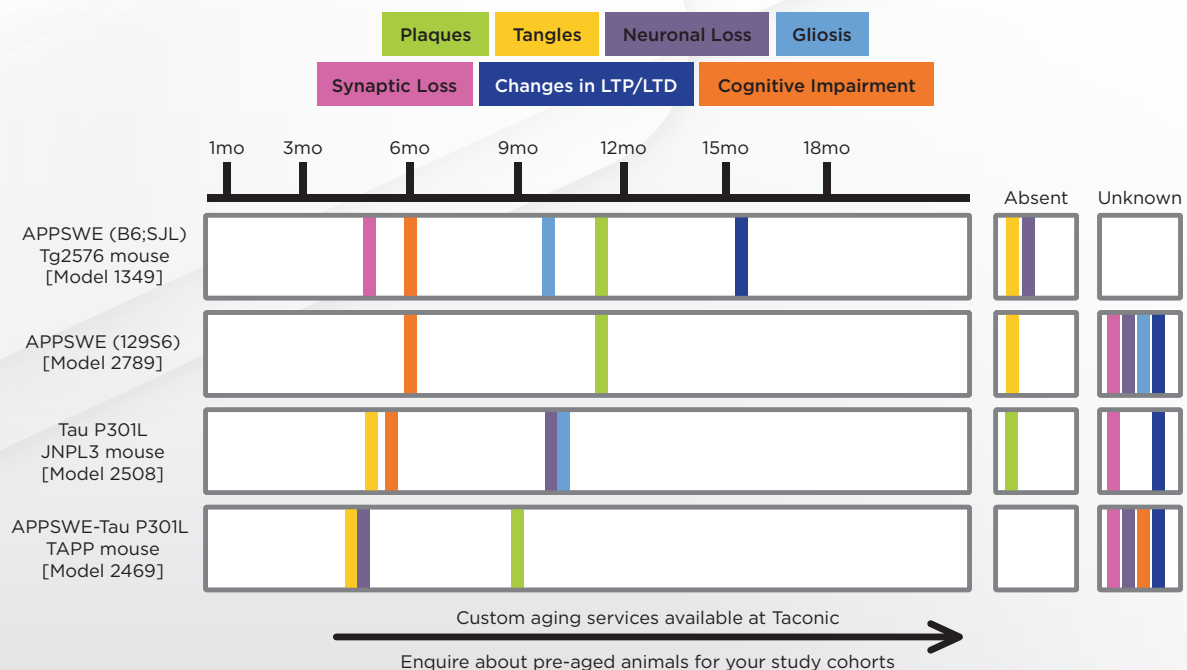 Plaques Tangles Neuronal Loss Gliosis
Synaptic Loss Changes in LTP/LTD Cognitive Impairment
1mo 3mo 6mo 9mo 12mo 15mo 18mo
Absent Unknown
APPSWE (B6;SJL)
Tg2576 mouse
[Model 1349]
APPSWE (129S6)
[Model 2789]
Tau P301L
JNPL3 mouse
[Model 2508]
APPSWE-Tau P301L
TAPP mouse
[Model 2469]
Custom aging services available at Taconic
Enquire about pre-aged animals for your study cohorts